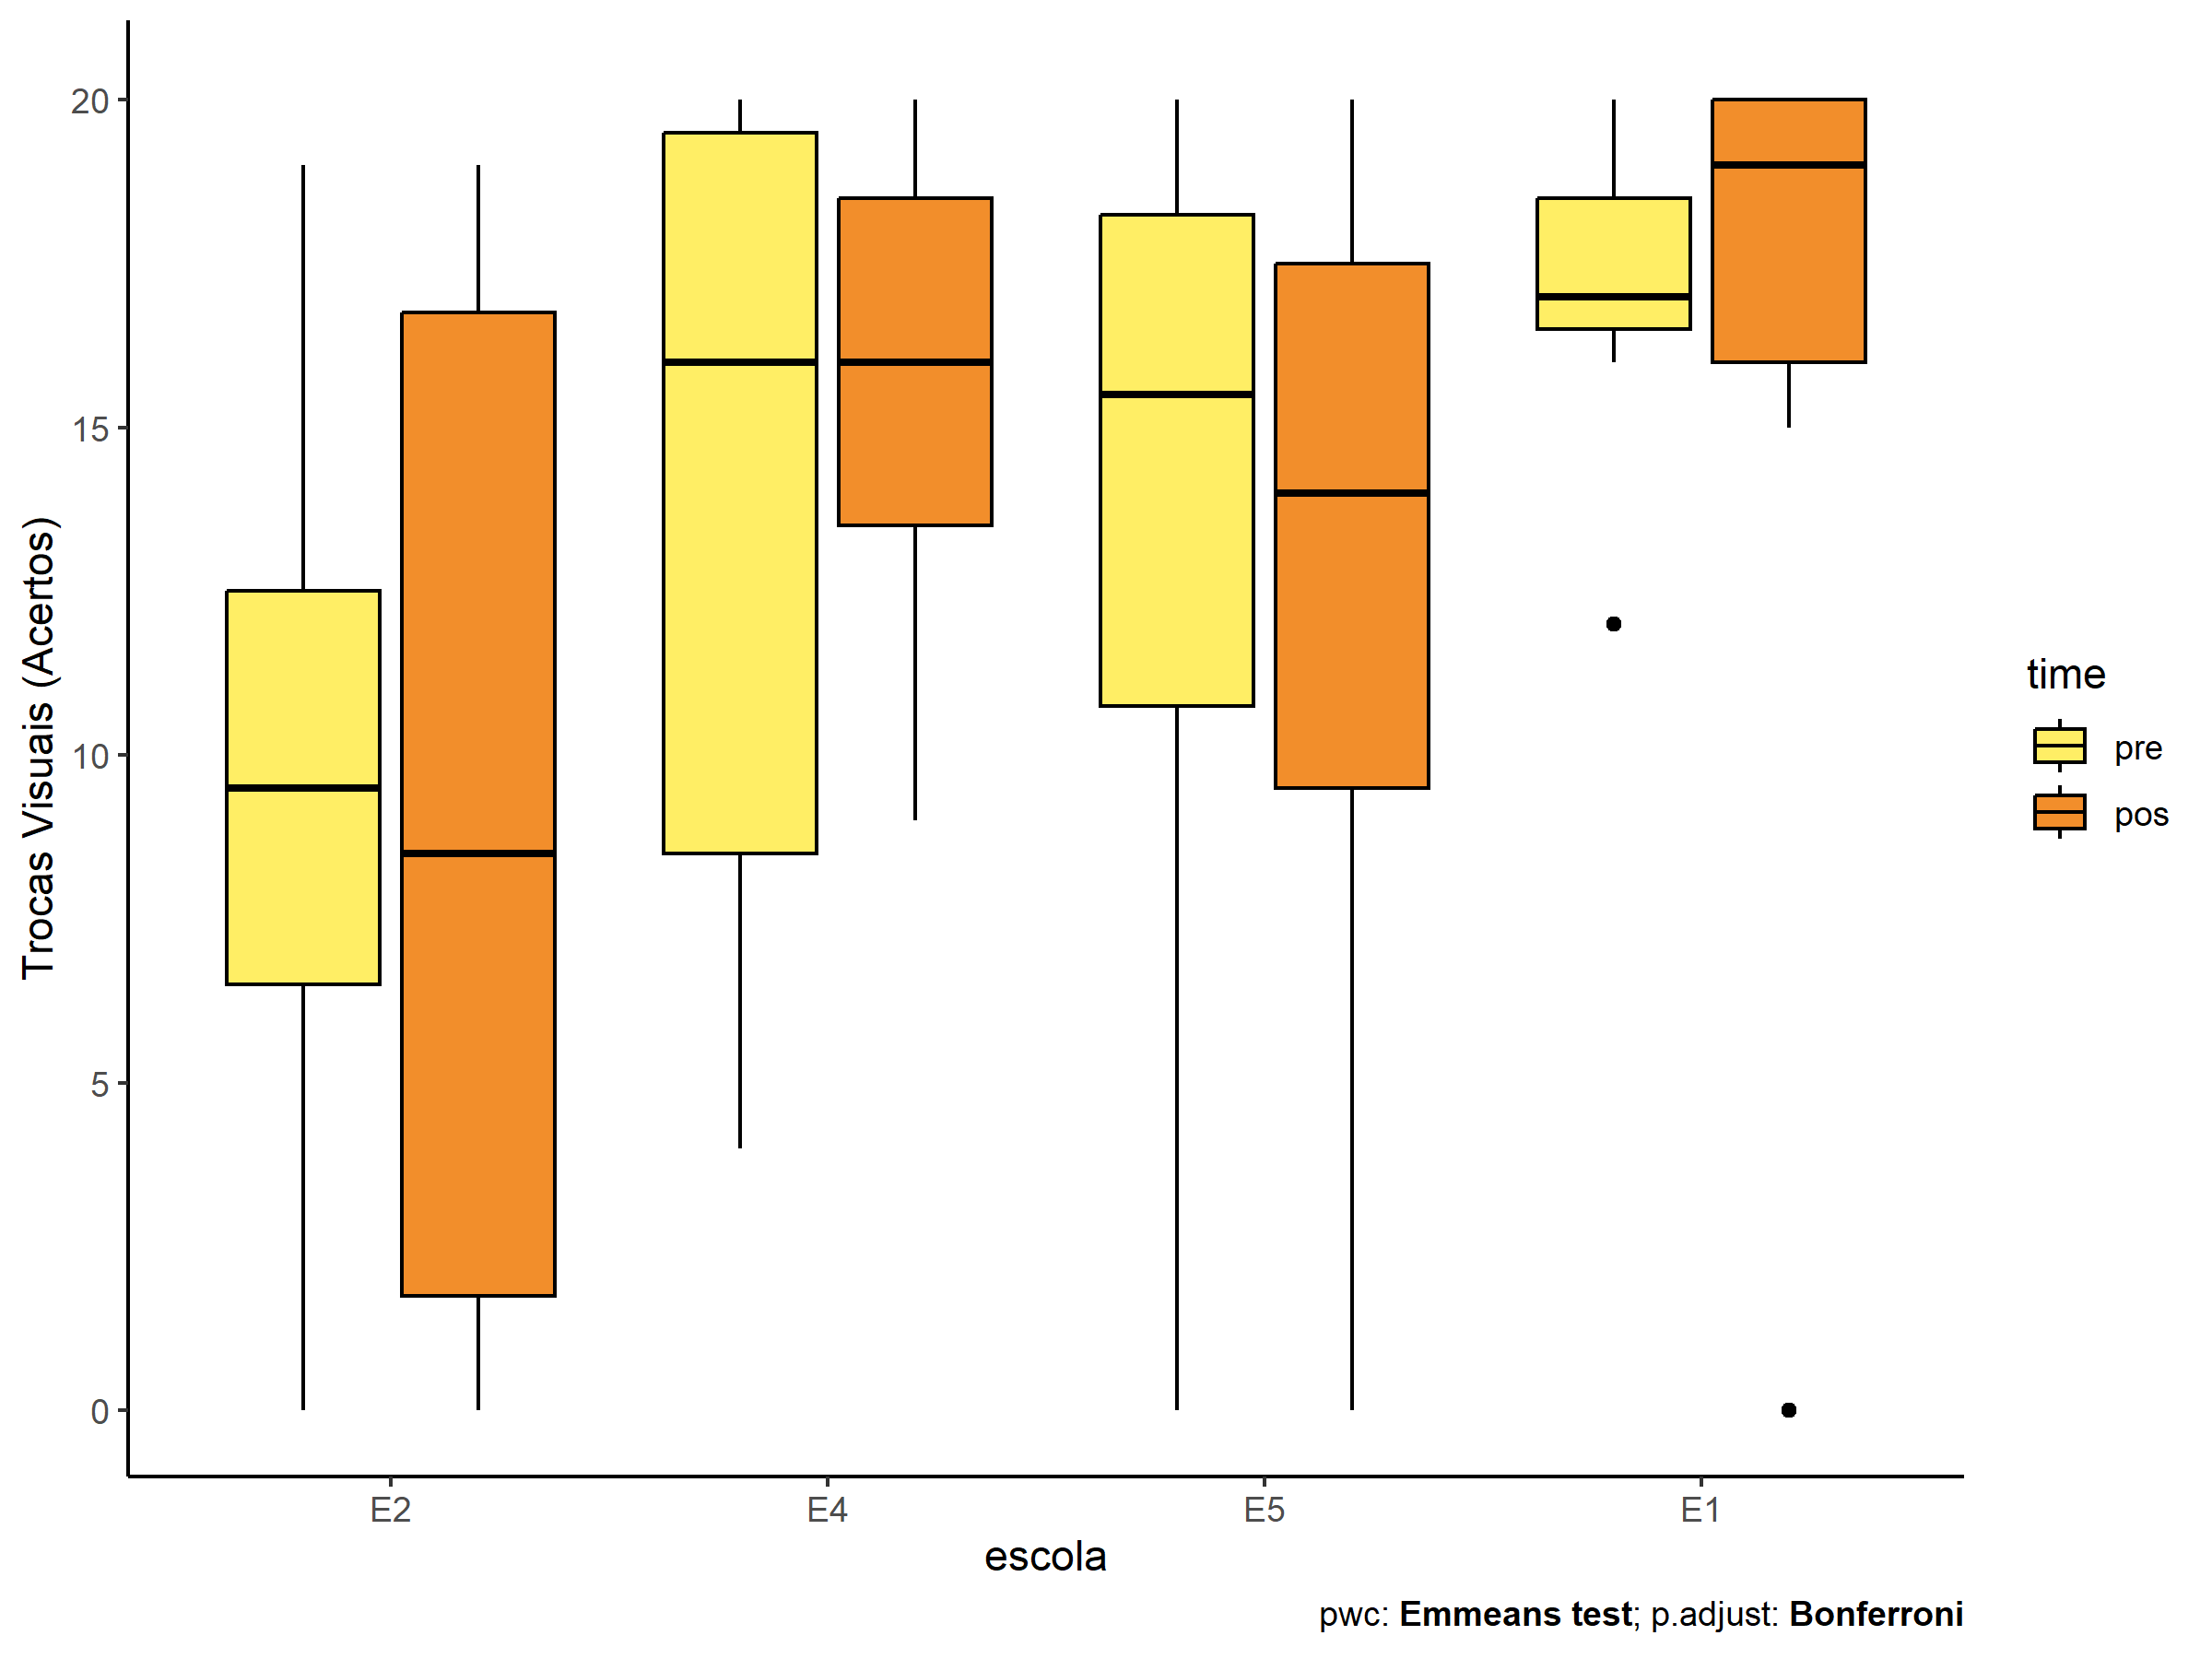 Trocas Visuais (Acertos)
20
15
10
5
0
E2 E4 E5 E1
escola
time
pre
pos
pwc: Emmeans test; p.adjust: Bonferroni